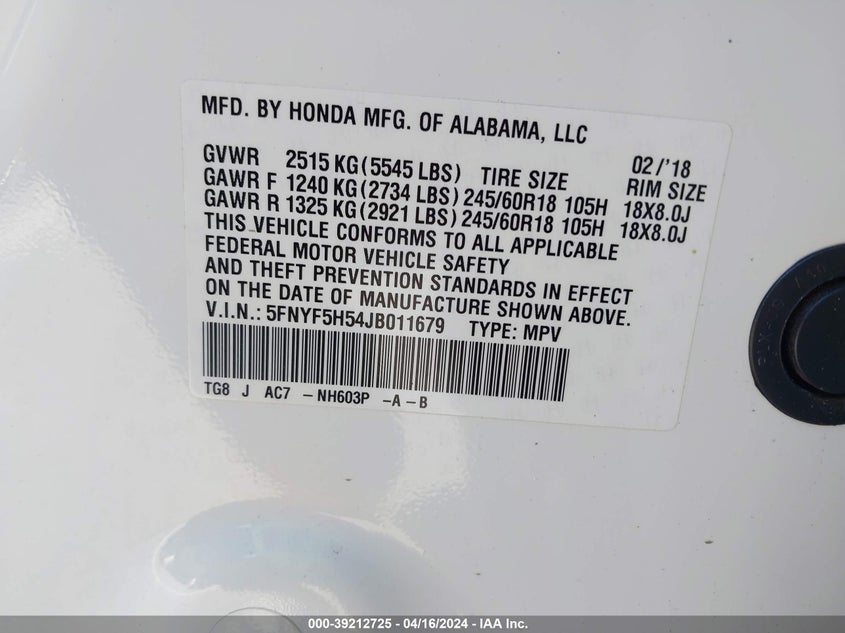 MFD. BY HONDA MFG. OF ALABAMA, LLC
GVWR 2515 KG (5545 LBS) TIRE SIZE 02 /'18 RIM SIZE
GAWR F 1240 KG (2734 LBS) 245/60R18 105H 18X8.0J
GAWR R 1325 KG (2921 LBS) 245/60R18 105H 18X8.0J
THIS VEHICLE CONFORMS TO ALL APPLICABLE
FEDERAL MOTOR VEHICLE SAFETY
AND THEFT PREVENTION STANDARDS IN EFFECT
ON THE DATE OF MANUFACTURE SHOWN ABOVE.
V.I.N.: 5FNYF5H54JB011679 TYPE: MPV
TG8 J AC7 -NH603P -A-B
000-39212725 - 04/16/2024 - IAA Inc.